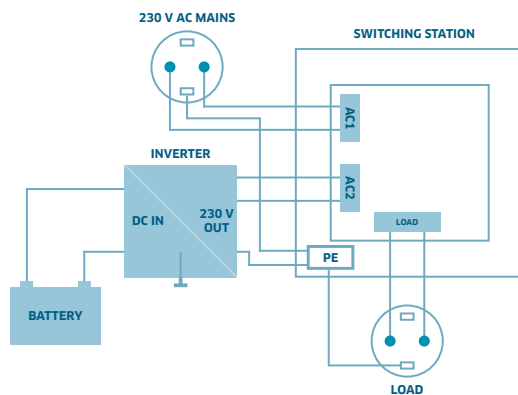 230 V AC MAINS
SWITCHING STATION
AC1
INVERTER
AC2
DC IN
230 V
OUT
LOAD
PE
BATTERY
LOAD